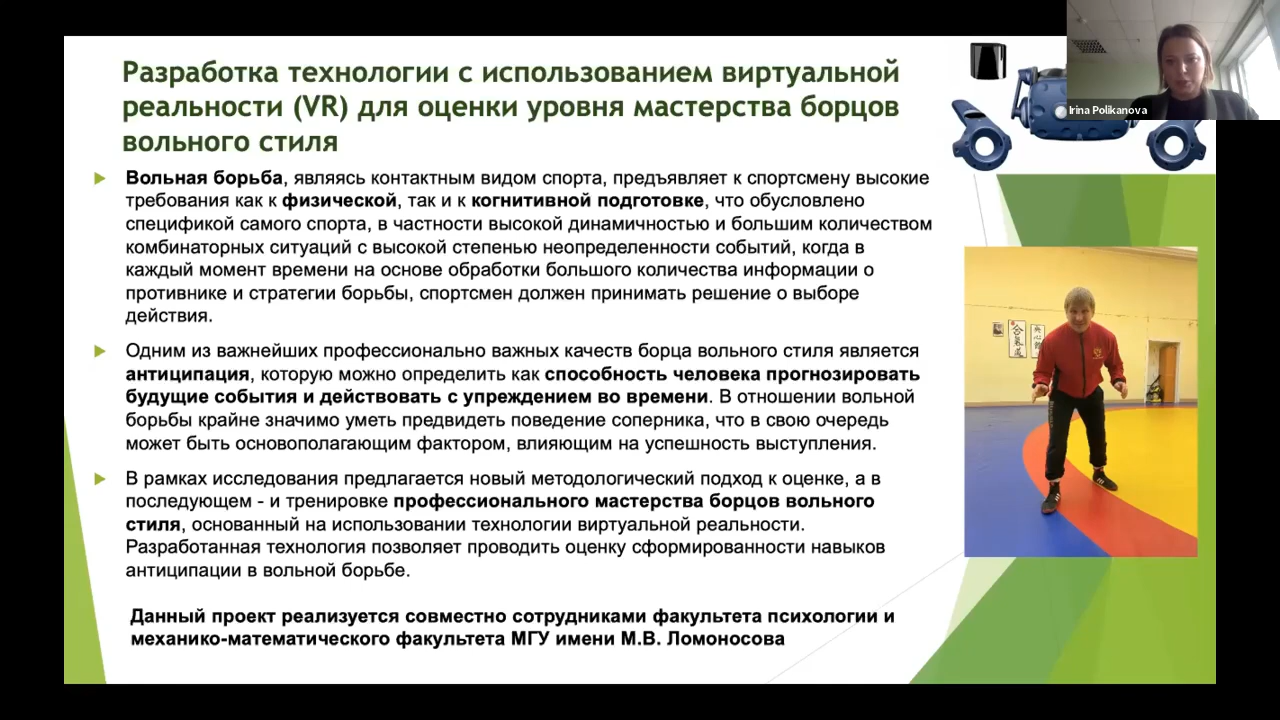 Разработка технологии с использованием виртуальной
реальности (VR) для оценки уровня мастерства борцов
вольного стиля
Irina Polikanova
Вольная борьба, являясь контактным видом спорта, предъявляет к спортсмену высокие
требования как к физической, так и к когнитивной подготовке, что обусловлено
спецификой самого спорта, в частности высокой динамичностью и большим количеством
комбинаторных ситуаций с высокой степенью неопределенности событий, когда в
каждый момент времени на основе обработки большого количества информации о
противнике и стратегии борьбы, спортсмен должен принимать решение о выборе
действия.
Одним из важнейших профессионально важных качеств борца вольного стиля является
антиципация, которую можно определить как способность человека прогнозировать
будущие события и действовать с упреждением во времени. В отношении вольной
борьбы крайне значимо уметь предвидеть поведение соперника, что в свою очередь
может быть основополагающим фактором, влияющим на успешность выступления.
В рамках исследования предлагается новый методологический подход к оценке, а в
последующем - и тренировке профессионального мастерства борцов вольного
стиля, основанный на использовании технологии виртуальной реальности.
Разработанная технология позволяет проводить оценку сформированности навыков
антиципации в вольной борьбе.
Данный проект реализуется совместно сотрудниками факультета психологии и
механико-математического факультета МГУ имени М.В. Ломоносова